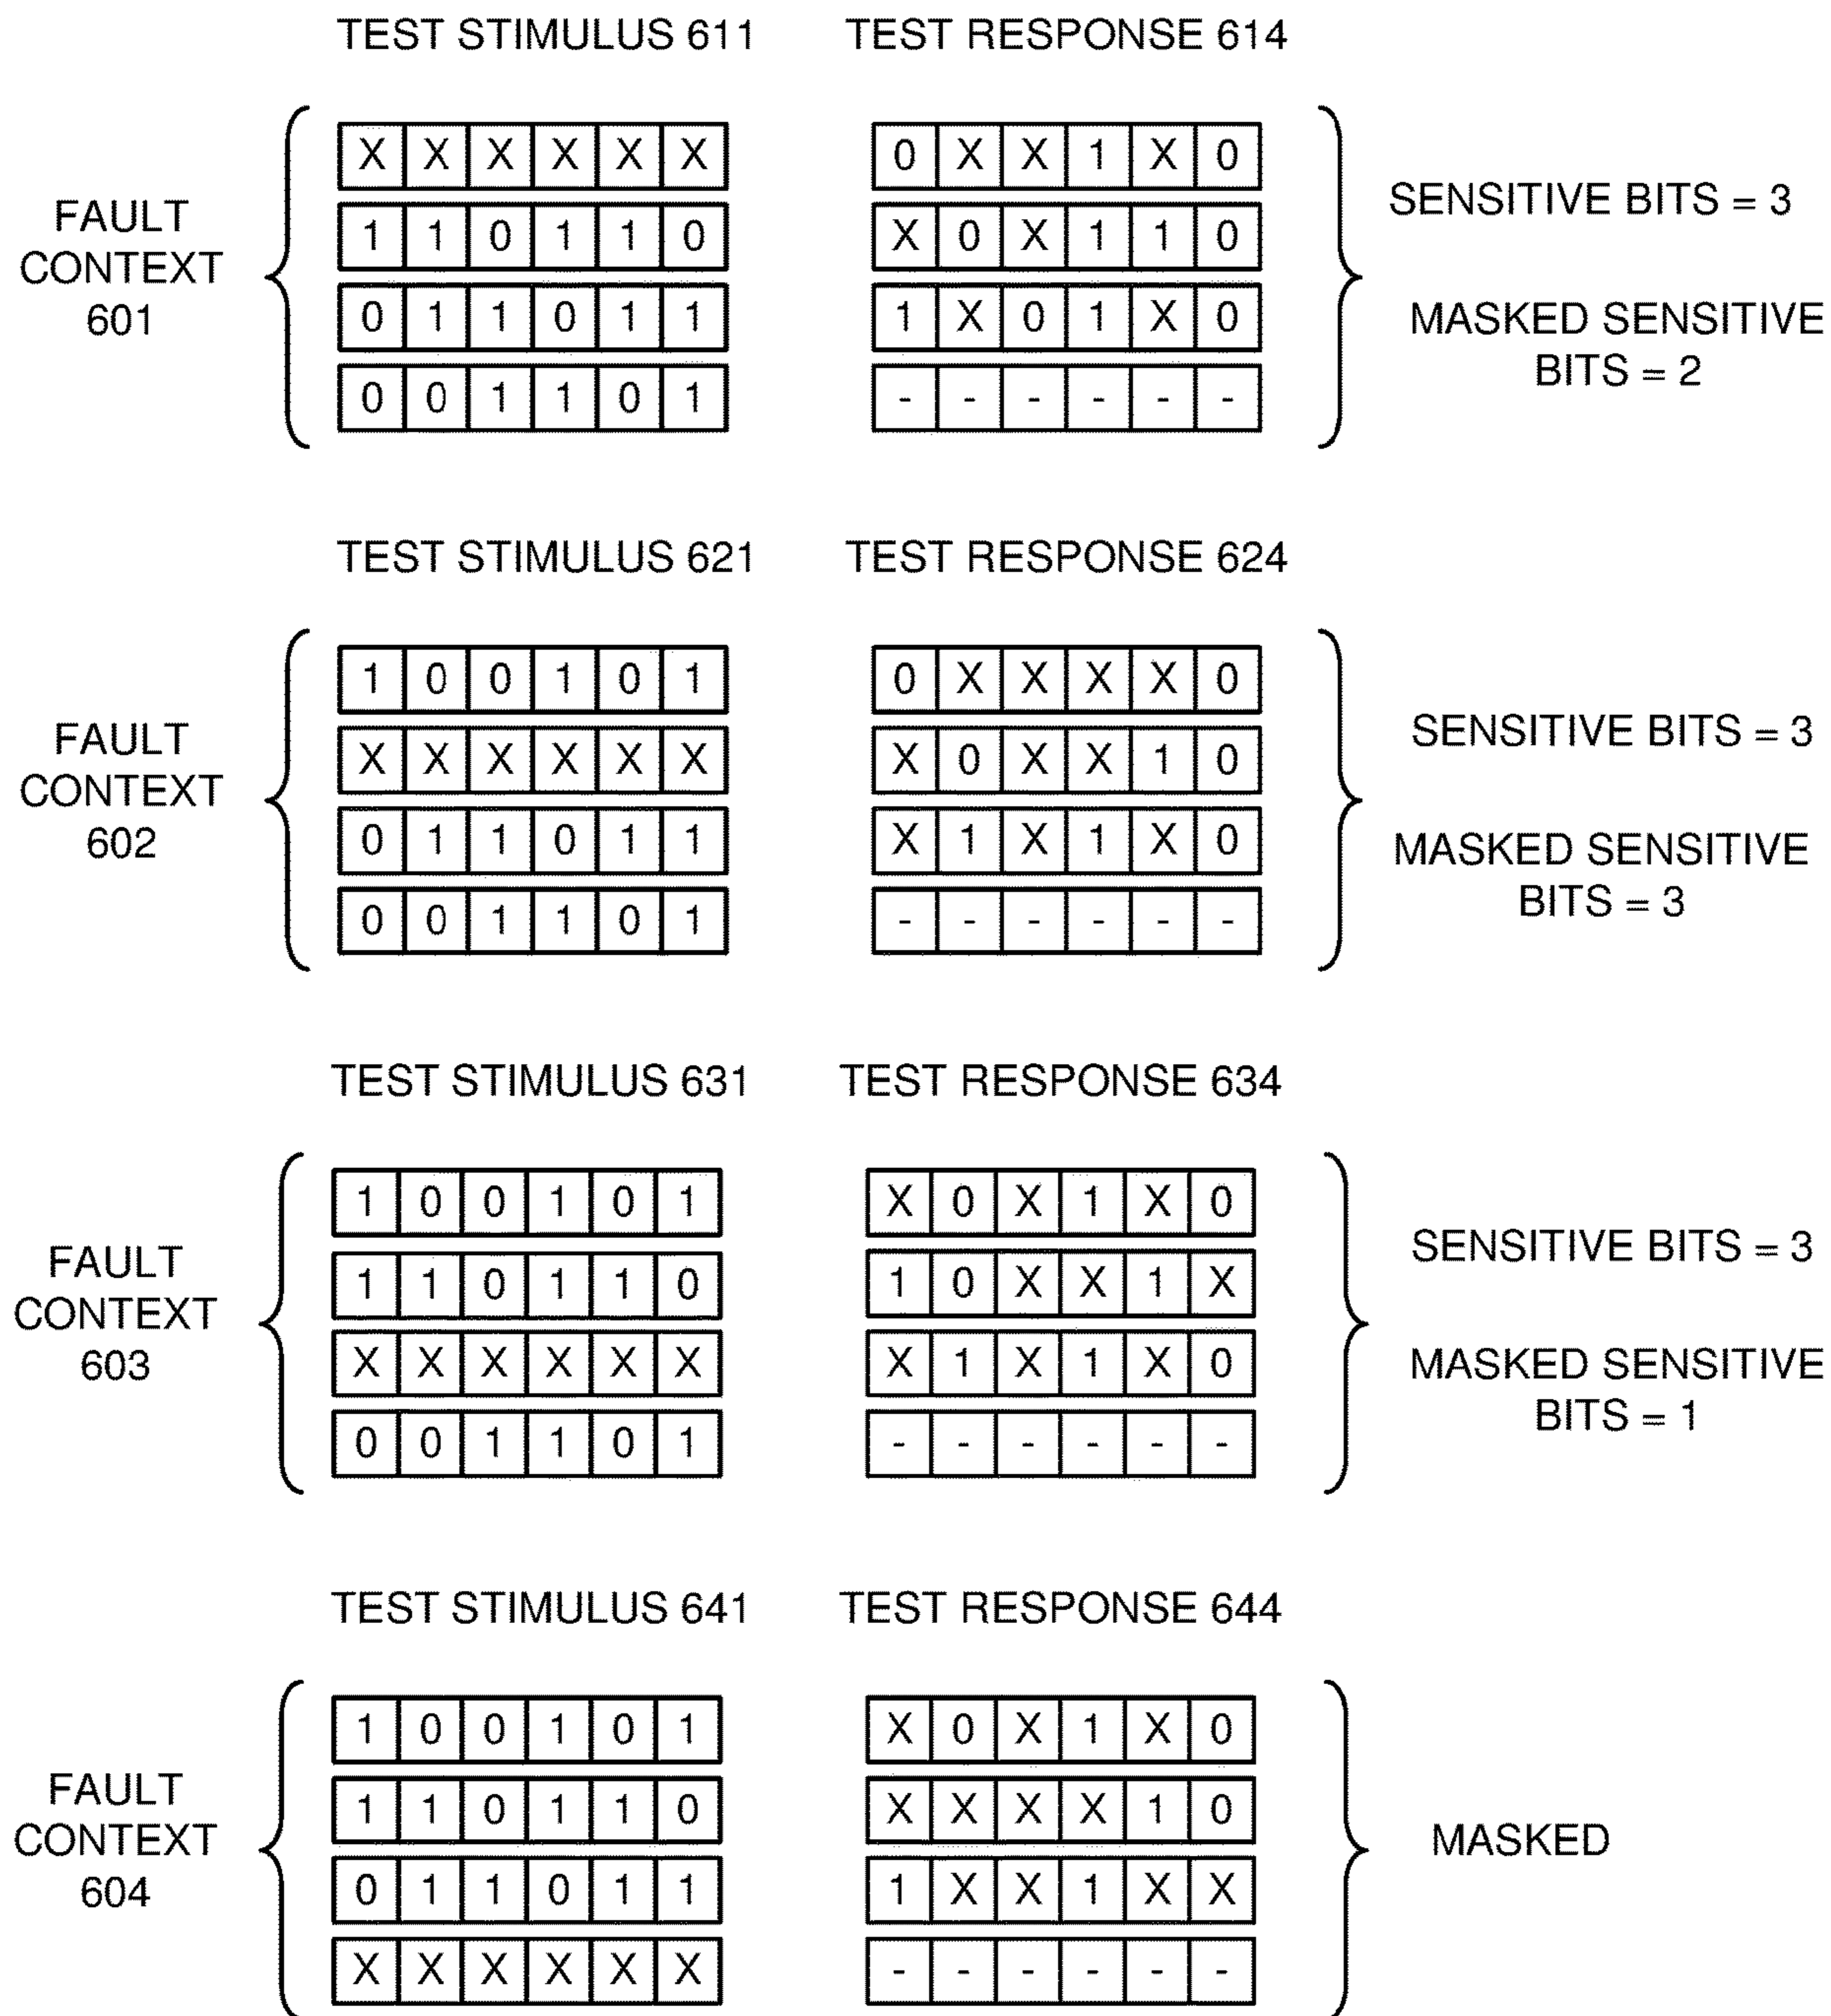 TEST STIMULUS 611 TEST RESPONSE 614
FAULT
CONTEXT
601
X X X X X X
1 1 0 1 1 0
0 1 1 0 1 1
0 0 1 1 0 1
0 X X 1 X 0
X 0 X 1 1 0
1 X 0 1 X 0
- - - - - -
SENSITIVE BITS = 3
MASKED SENSITIVE
BITS = 2
TEST STIMULUS 621 TEST RESPONSE 624
FAULT
CONTEXT
602
1 0 0 1 0 1
X X X X X X
0 1 1 0 1 1
0 0 1 1 0 1
0 X X X X 0
X 0 X X 1 0
X 1 X 1 X 0
- - - - - -
SENSITIVE BITS = 3
MASKED SENSITIVE
BITS = 3
TEST STIMULUS 631 TEST RESPONSE 634
FAULT
CONTEXT
603
1 0 0 1 0 1
1 1 0 1 1 0
X X X X X X
0 0 1 1 0 1
X 0 X 1 X 0
1 0 X X 1 X
X 1 X 1 X 0
- - - - - -
SENSITIVE BITS = 3
MASKED SENSITIVE
BITS = 1
TEST STIMULUS 641 TEST RESPONSE 644
FAULT
CONTEXT
604
1 0 0 1 0 1
1 1 0 1 1 0
0 1 1 0 1 1
X X X X X X
X 0 X 1 X 0
X X X X 1 0
1 X X 1 X X
- - - - - -
MASKED